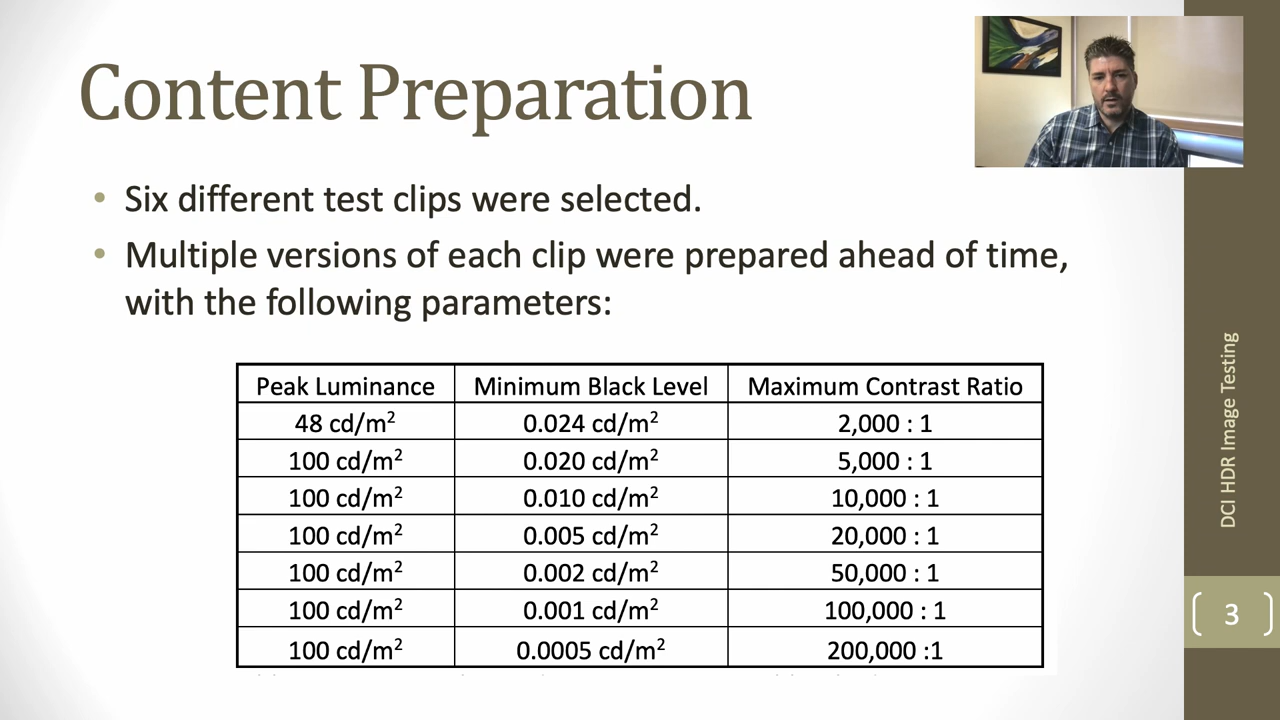 Content Preparation
• Six different test clips were selected.
• Multiple versions of each clip were prepared ahead of time,
with the following parameters:
Peak Luminance Minimum Black Level Maximum Contrast Ratio
48 cd/m² 0.024 cd/m² 2,000 : 1
100 cd/m² 0.020 cd/m² 5,000 : 1
100 cd/m² 0.010 cd/m² 10,000 : 1
100 cd/m² 0.005 cd/m² 20,000 : 1
100 cd/m² 0.002 cd/m² 50,000 : 1
100 cd/m² 0.001 cd/m² 100,000 : 1
100 cd/m² 0.0005 cd/m² 200,000 :1
DCI HDR Image Testing
3